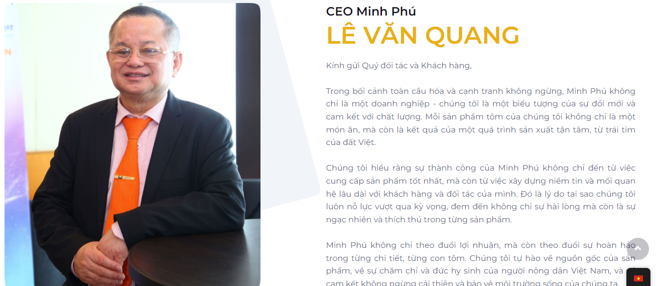 CEO Minh Phú
LÊ VĂN QUANG
Kính gửi Quý đối tác và Khách hàng,
Trong bối cảnh toàn cầu hóa và cạnh tranh không ngừng, Minh Phú không
chỉ là một doanh nghiệp - chúng tôi là một biểu tượng của sự đổi mới và
cam kết với chất lượng. Mỗi sản phẩm tôm của chúng tôi không chỉ là một
món ăn, mà còn là kết quả của một quá trình sản xuất tận tâm, từ trái tim
của đất Việt.
Chúng tôi hiểu rằng sự thành công của Minh Phú không chỉ đến từ việc
cung cấp sản phẩm tốt nhất, mà còn từ việc xây dựng niềm tin và mối quan
hệ lâu dài với khách hàng và đối tác của mình. Đó là lý do tại sao chúng tôi
luôn nỗ lực vượt qua kỳ vọng, đem đến không chỉ sự hài lòng mà còn là sự
ngạc nhiên và thích thú trong từng sản phẩm.
Minh Phú không chỉ theo đuổi lợi nhuận, mà còn theo đuổi sự hoàn hảo
trong từng chi tiết, từng con tôm. Chúng tôi tự hào về nguồn gốc của sản
phẩm, về sự chăm chỉ và đức hy sinh của người nông dân Việt Nam, và
cam kết không ngừng cải thiện và bảo vệ môi trường sống của chúng ta